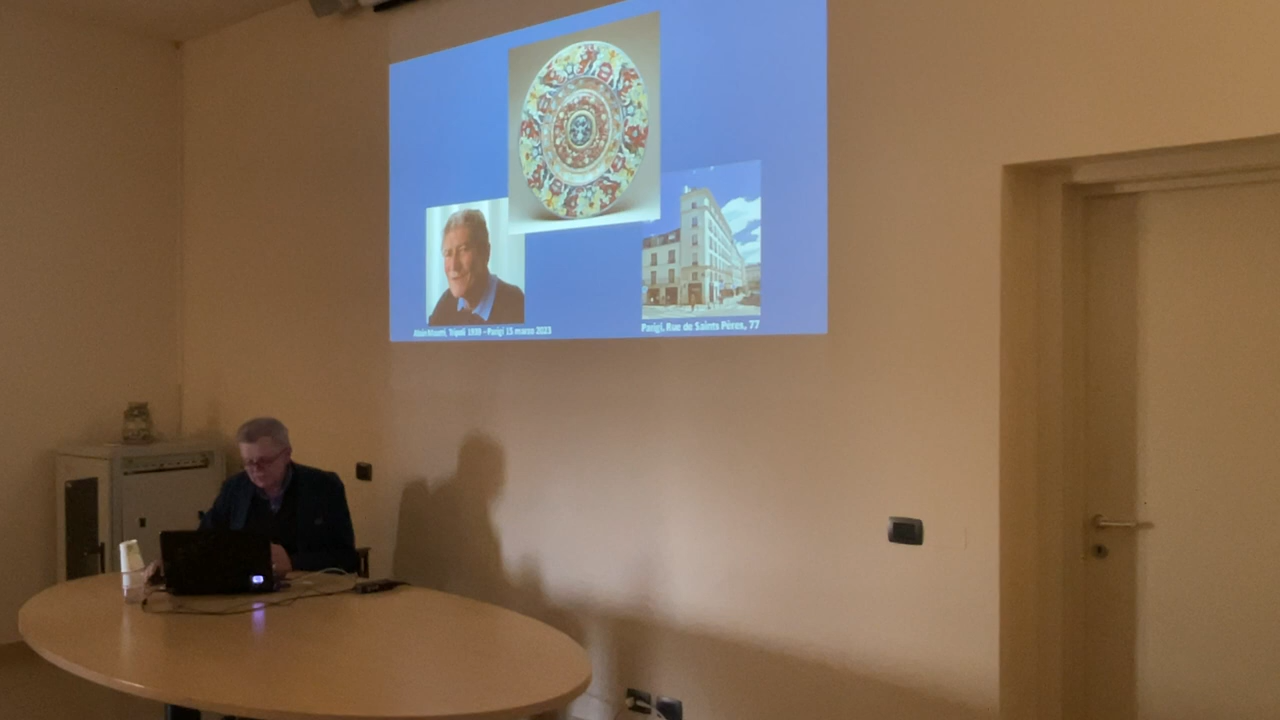 Alain Moatti, Tripoli 1939 - Parigi 15 marzo 2023
Parigi, Rue de Saints Pères, 77